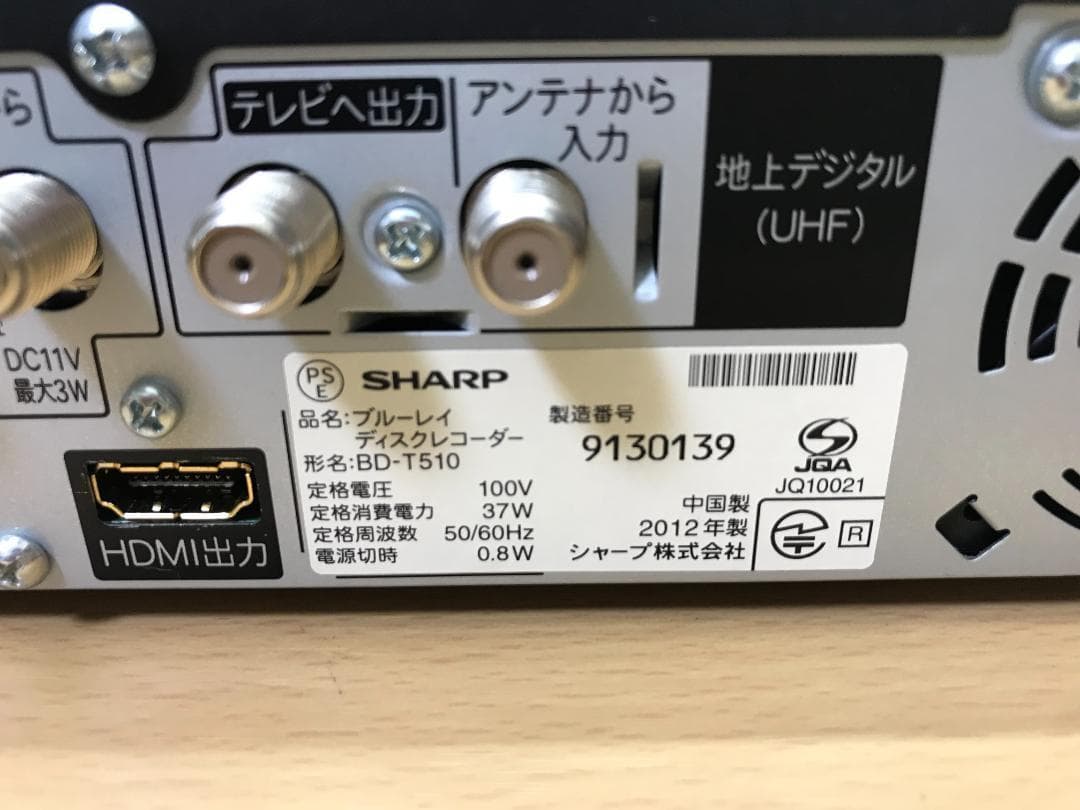 ら
テレビへ出力
アンテナから
入力
地上デジタル
(UHF)
DC11V
最大3W
HDMI出力
PS
E
SHARP
品名:ブルーレイ
ディスクレコーダー
形名:BD-T510
定格電圧 100V
定格消費電力 37W
定格周波数 50/60Hz
電源切時 0.8W
製造番号
9130139
中国製
2012年製
シャープ株式会社
JQA
JQ10021
R